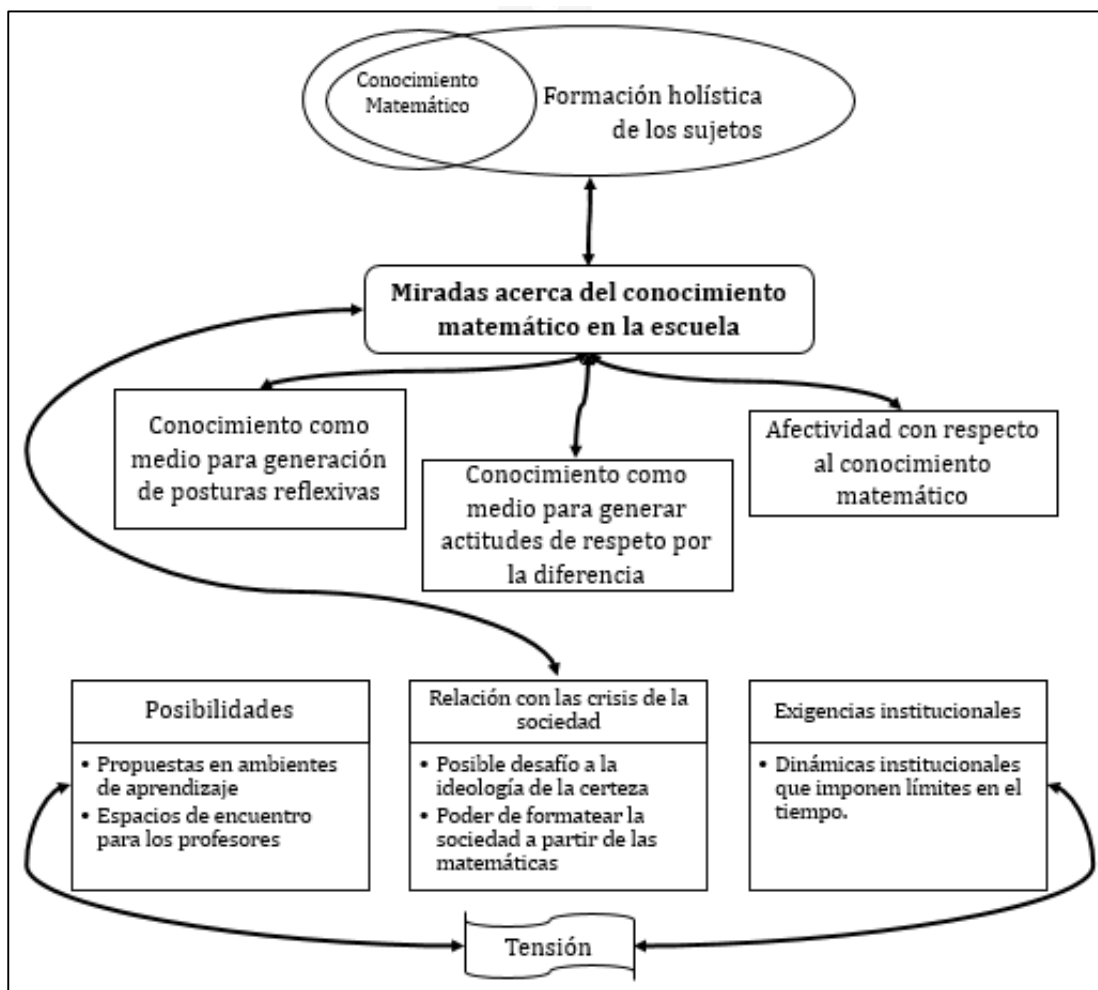 Conocimiento
Matemático
Formación holística
de los sujetos
Miradas acerca del conocimiento
matemático en la escuela
Conocimiento como
medio para generación
de posturas reflexivas
Conocimiento como
medio para generar
actitudes de respeto por
la diferencia
Afectividad con respecto
al conocimiento
matemático
Posibilidades
• Propuestas en ambientes
de aprendizaje
• Espacios de encuentro
para los profesores
Relación con las crisis de la
sociedad
• Posible desafío a la
ideología de la certeza
• Poder de formatear la
sociedad a partir de las
matemáticas
Exigencias institucionales
• Dinámicas institucionales
que imponen límites en el
tiempo.
Tensión